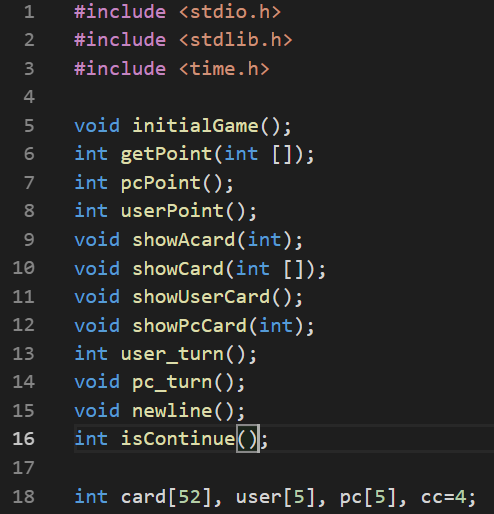 1 #include <stdio.h>
2 #include <stdlib.h>
3 #include <time.h>
4
5 void initialGame();
6 int getPoint(int []);
7 int pcPoint();
8 int userPoint();
9 void showAcard(int);
10 void showCard(int []);
11 void showUserCard();
12 void showPcCard(int);
13 int user_turn();
14 void pc_turn();
15 void newline();
16 int isContinue();
17
18 int card[52], user[5], pc[5], cc=4;